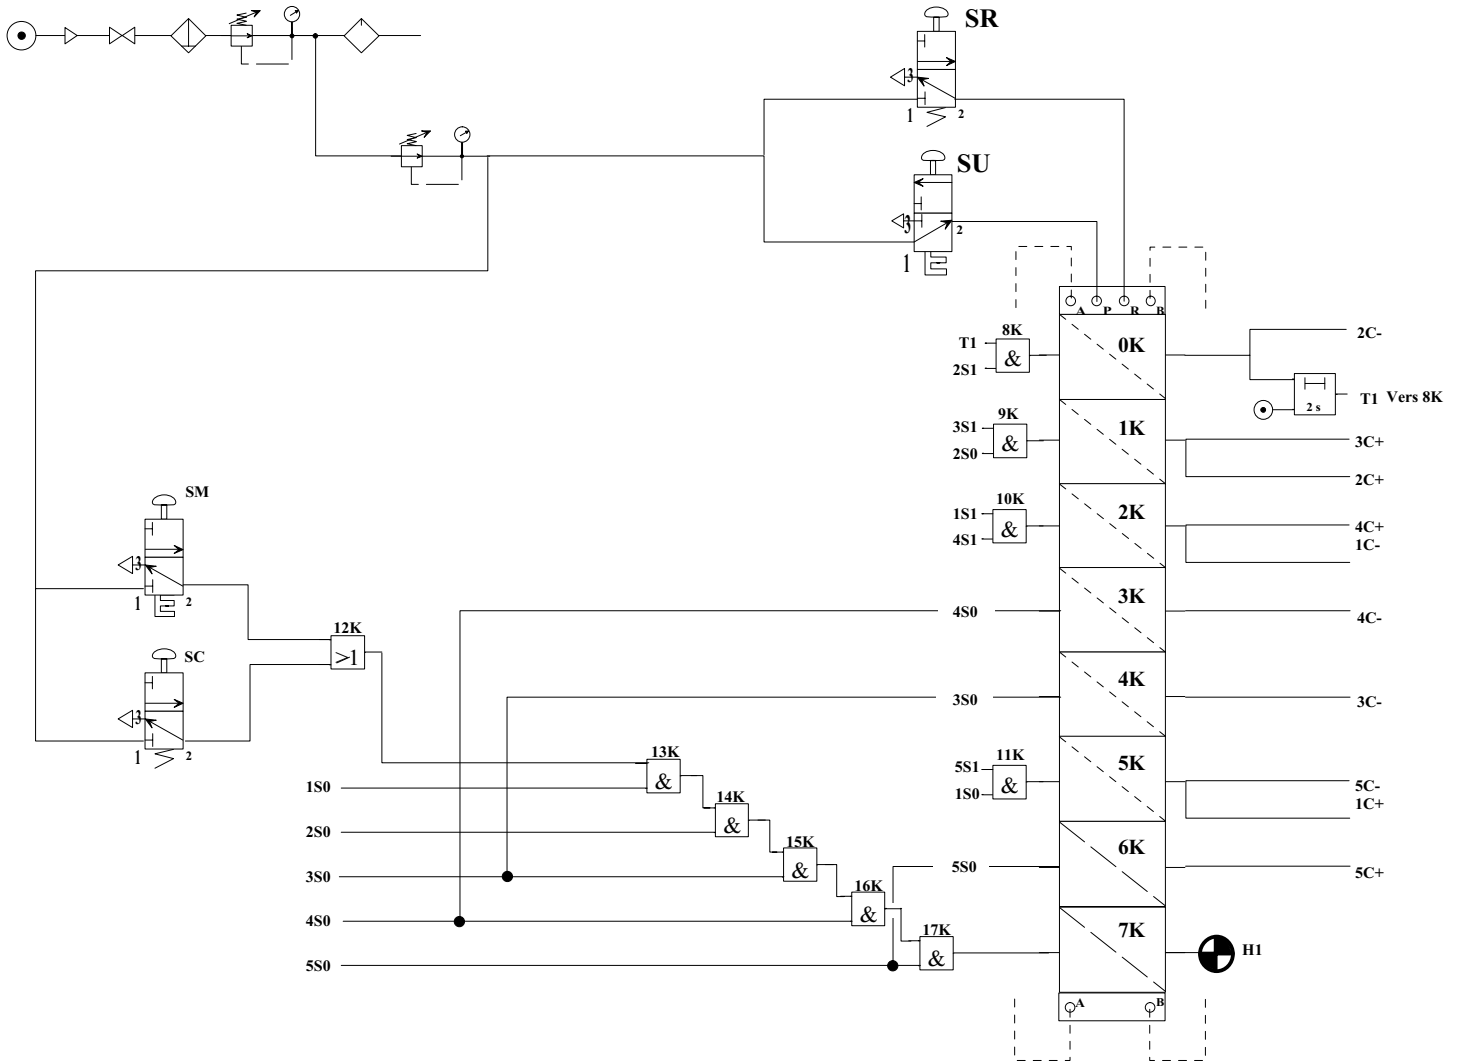 SR
3
1
2
SU
3
2
1
A P R B
8K
T1
&
2S1
0K
2C-
2 s
T1 Vers 8K
9K
3S1
&
2S0
1K
3C+
2C+
10K
1S1
&
4S1
2K
4C+
1C-
SM
3
1
2
4S0
3K
4C-
12K
>1
SC
3
1
2
3S0
4K
3C-
13K
&
1S0
11K
5S1
&
1S0
5K
5C-
1C+
14K
&
2S0
15K
&
3S0
5S0
6K
5C+
16K
&
4S0
17K
&
5S0
7K
H1
A B